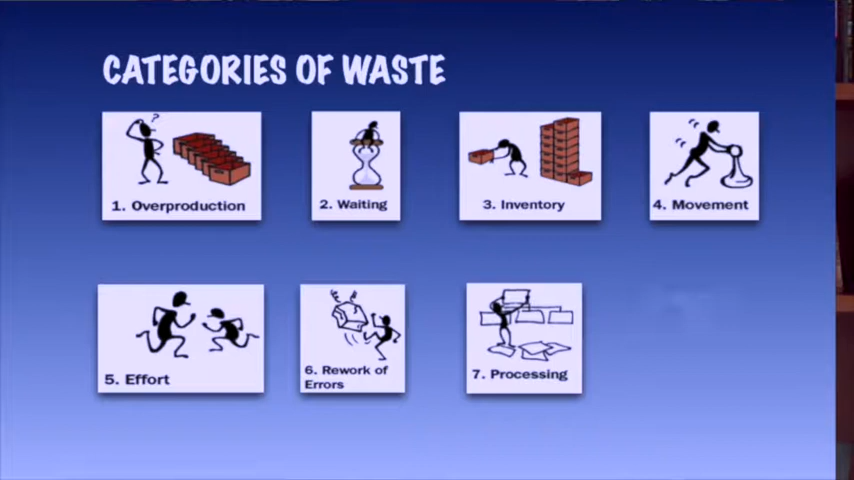 CATEGORIES OF WASTE
1. Overproduction
2. Waiting
3. Inventory
4. Movement
5. Effort
6. Rework of
Errors
7. Processing